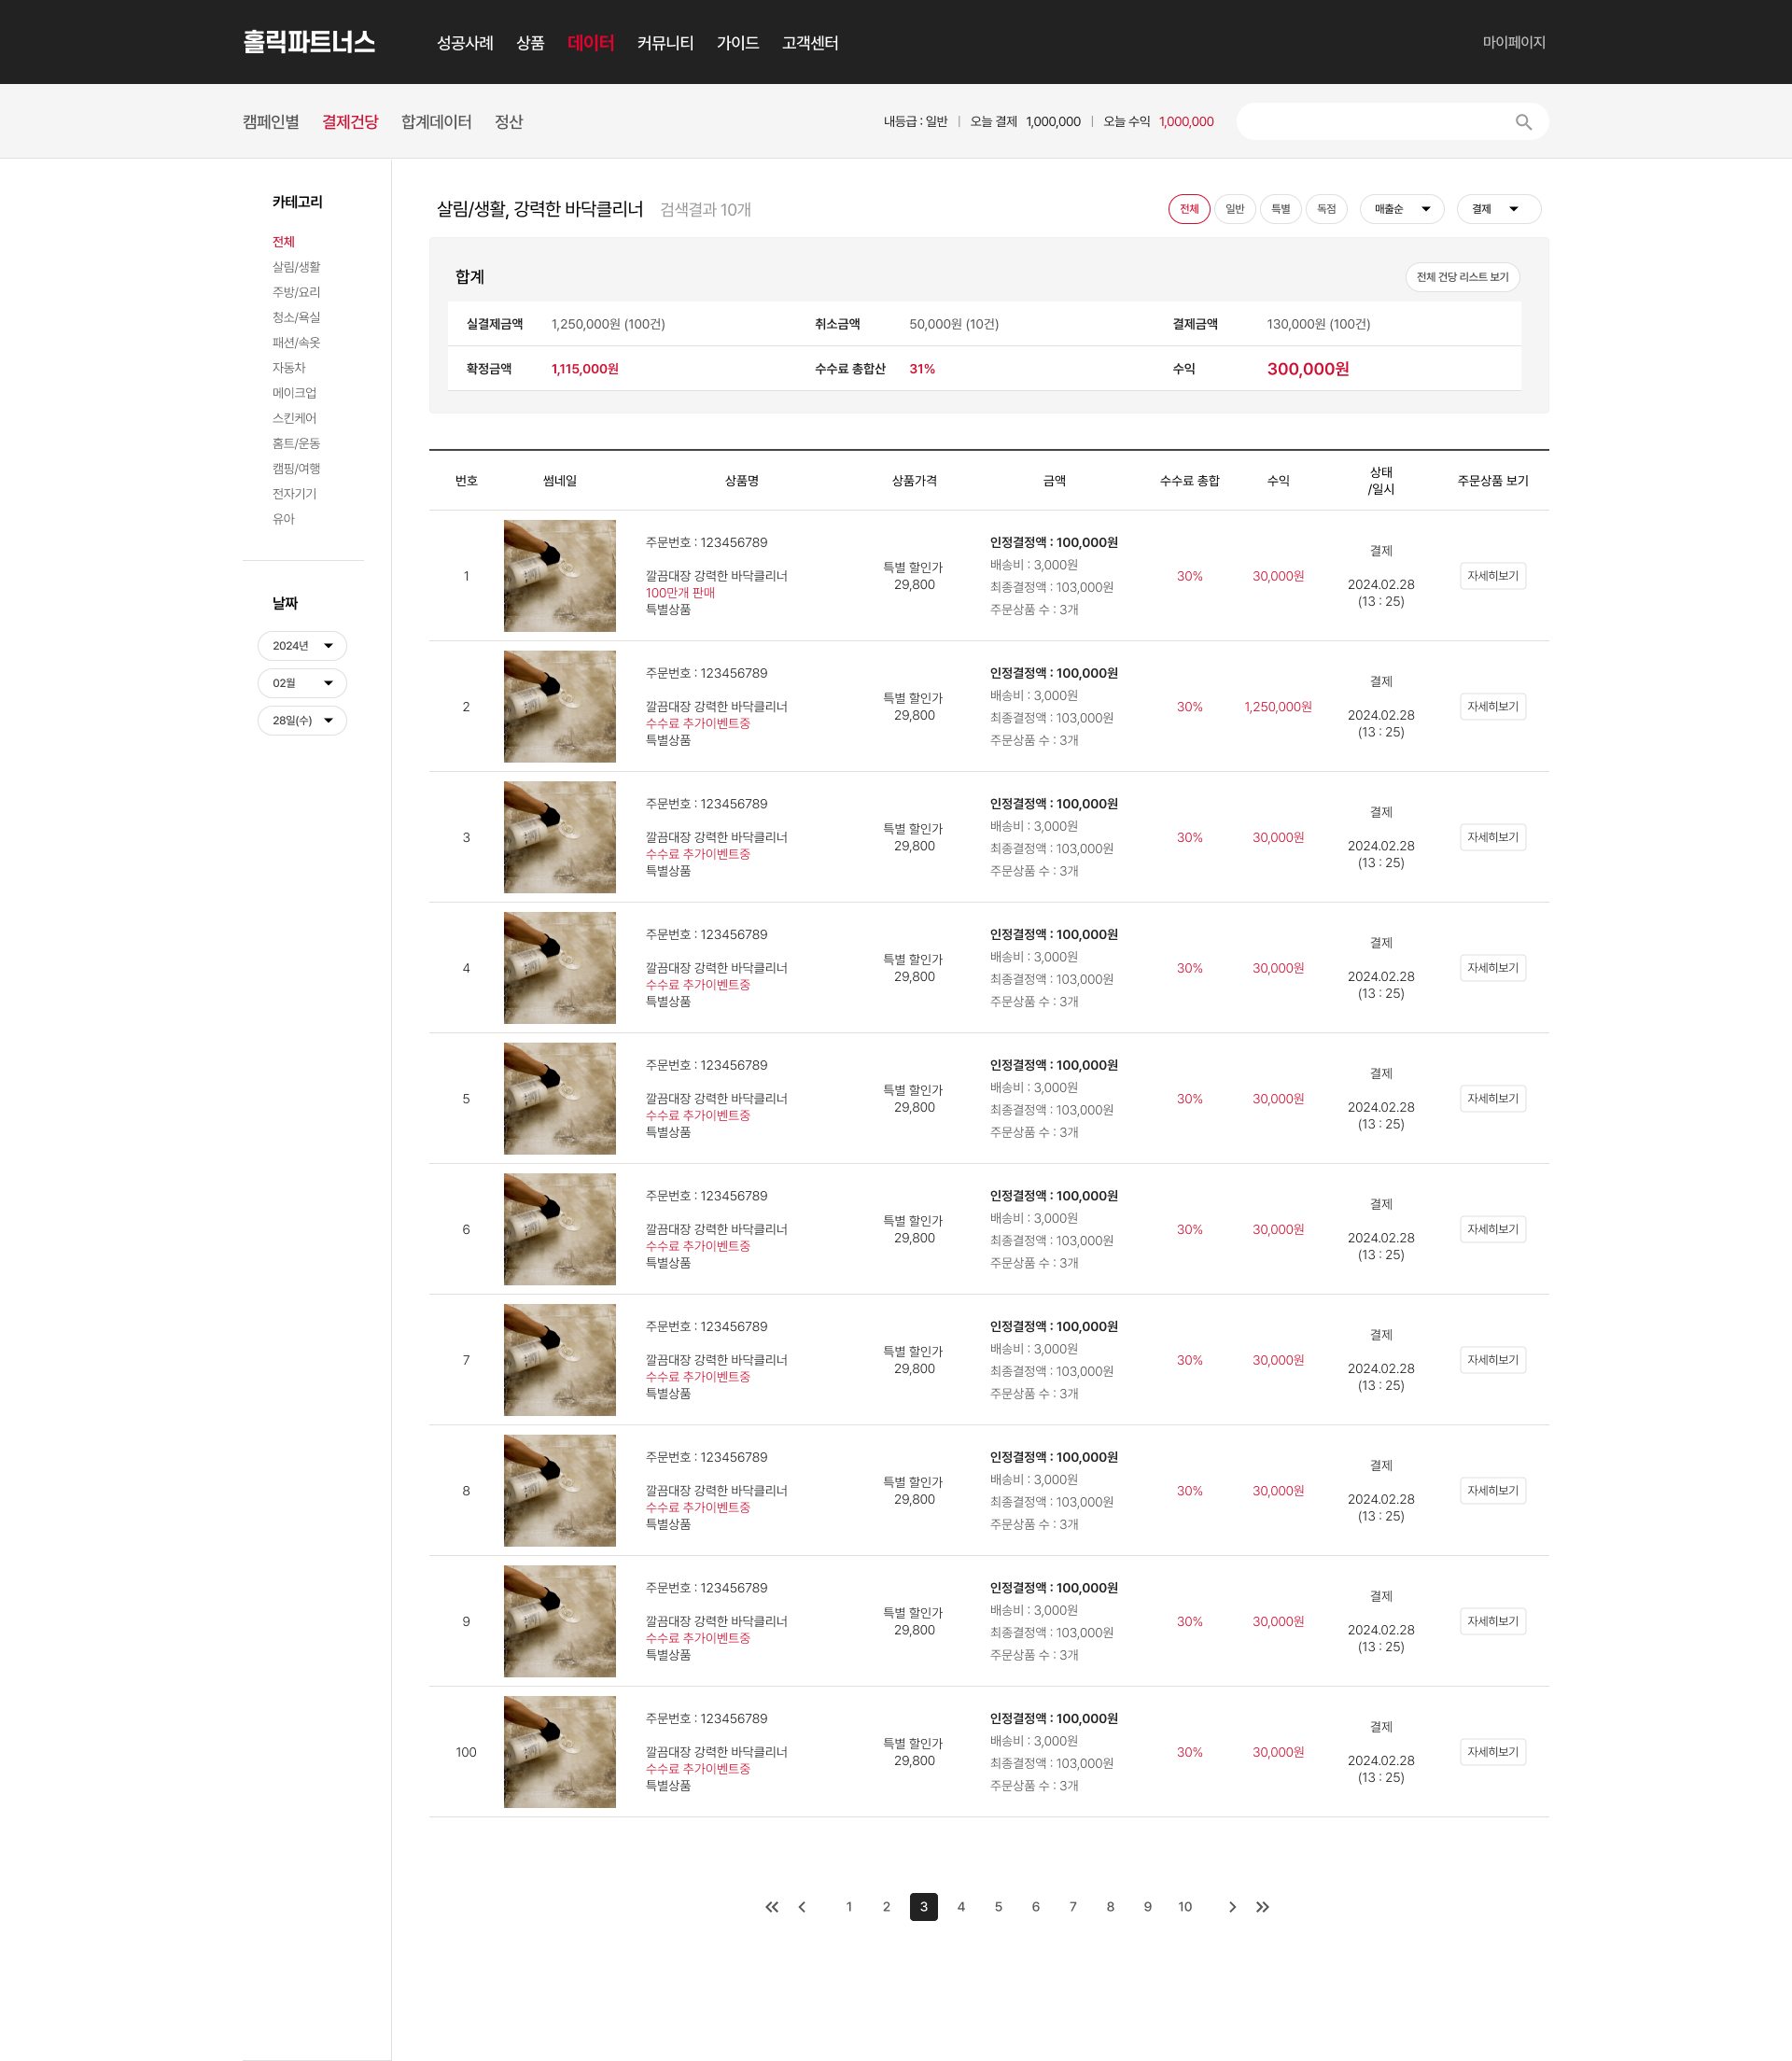 홀릭파트너스
성공사례 상품 데이터 커뮤니티 가이드 고객센터
마이페이지
캠페인별 결제건당 합계데이터 정산
내등급 : 일반 | 오늘 결제 1,000,000 | 오늘 수익 1,000,000
카테고리
전체
살림/생활
주방/요리
청소/욕실
패션/속옷
자동차
메이크업
스킨케어
홈트/운동
캠핑/여행
전자기기
유아
날짜
2024년
02월
28일(수)
살림/생활, 강력한 바닥클리너 검색결과 10개
전체 일반 특별 독점 매출순 결제
합계
전체 건당 리스트 보기
실결제금액 1,250,000원 (100건) 취소금액 50,000원 (10건) 결제금액 130,000원 (100건)
확정금액 1,115,000원 수수료 총합산 31% 수익 300,000원
번호 썸네일 상품명 상품가격 금액 수수료 총합 수익 상태 /일시 주문상품 보기
1
주문번호 : 123456789
깔끔대장 강력한 바닥클리너
100만개 판매
특별상품
특별 할인가
29,800
인정결정액 : 100,000원
배송비 : 3,000원
최종결정액 : 103,000원
주문상품 수 : 3개
30%
30,000원
결제
2024.02.28
(13 : 25)
자세히보기
2
주문번호 : 123456789
깔끔대장 강력한 바닥클리너
수수료 추가이벤트중
특별상품
특별 할인가
29,800
인정결정액 : 100,000원
배송비 : 3,000원
최종결정액 : 103,000원
주문상품 수 : 3개
30%
1,250,000원
결제
2024.02.28
(13 : 25)
자세히보기
3
주문번호 : 123456789
깔끔대장 강력한 바닥클리너
수수료 추가이벤트중
특별상품
특별 할인가
29,800
인정결정액 : 100,000원
배송비 : 3,000원
최종결정액 : 103,000원
주문상품 수 : 3개
30%
30,000원
결제
2024.02.28
(13 : 25)
자세히보기
4
주문번호 : 123456789
깔끔대장 강력한 바닥클리너
수수료 추가이벤트중
특별상품
특별 할인가
29,800
인정결정액 : 100,000원
배송비 : 3,000원
최종결정액 : 103,000원
주문상품 수 : 3개
30%
30,000원
결제
2024.02.28
(13 : 25)
자세히보기
5
주문번호 : 123456789
깔끔대장 강력한 바닥클리너
수수료 추가이벤트중
특별상품
특별 할인가
29,800
인정결정액 : 100,000원
배송비 : 3,000원
최종결정액 : 103,000원
주문상품 수 : 3개
30%
30,000원
결제
2024.02.28
(13 : 25)
자세히보기
6
주문번호 : 123456789
깔끔대장 강력한 바닥클리너
수수료 추가이벤트중
특별상품
특별 할인가
29,800
인정결정액 : 100,000원
배송비 : 3,000원
최종결정액 : 103,000원
주문상품 수 : 3개
30%
30,000원
결제
2024.02.28
(13 : 25)
자세히보기
7
주문번호 : 123456789
깔끔대장 강력한 바닥클리너
수수료 추가이벤트중
특별상품
특별 할인가
29,800
인정결정액 : 100,000원
배송비 : 3,000원
최종결정액 : 103,000원
주문상품 수 : 3개
30%
30,000원
결제
2024.02.28
(13 : 25)
자세히보기
8
주문번호 : 123456789
깔끔대장 강력한 바닥클리너
수수료 추가이벤트중
특별상품
특별 할인가
29,800
인정결정액 : 100,000원
배송비 : 3,000원
최종결정액 : 103,000원
주문상품 수 : 3개
30%
30,000원
결제
2024.02.28
(13 : 25)
자세히보기
9
주문번호 : 123456789
깔끔대장 강력한 바닥클리너
수수료 추가이벤트중
특별상품
특별 할인가
29,800
인정결정액 : 100,000원
배송비 : 3,000원
최종결정액 : 103,000원
주문상품 수 : 3개
30%
30,000원
결제
2024.02.28
(13 : 25)
자세히보기
100
주문번호 : 123456789
깔끔대장 강력한 바닥클리너
수수료 추가이벤트중
특별상품
특별 할인가
29,800
인정결정액 : 100,000원
배송비 : 3,000원
최종결정액 : 103,000원
주문상품 수 : 3개
30%
30,000원
결제
2024.02.28
(13 : 25)
자세히보기
1 2 3 4 5 6 7 8 9 10